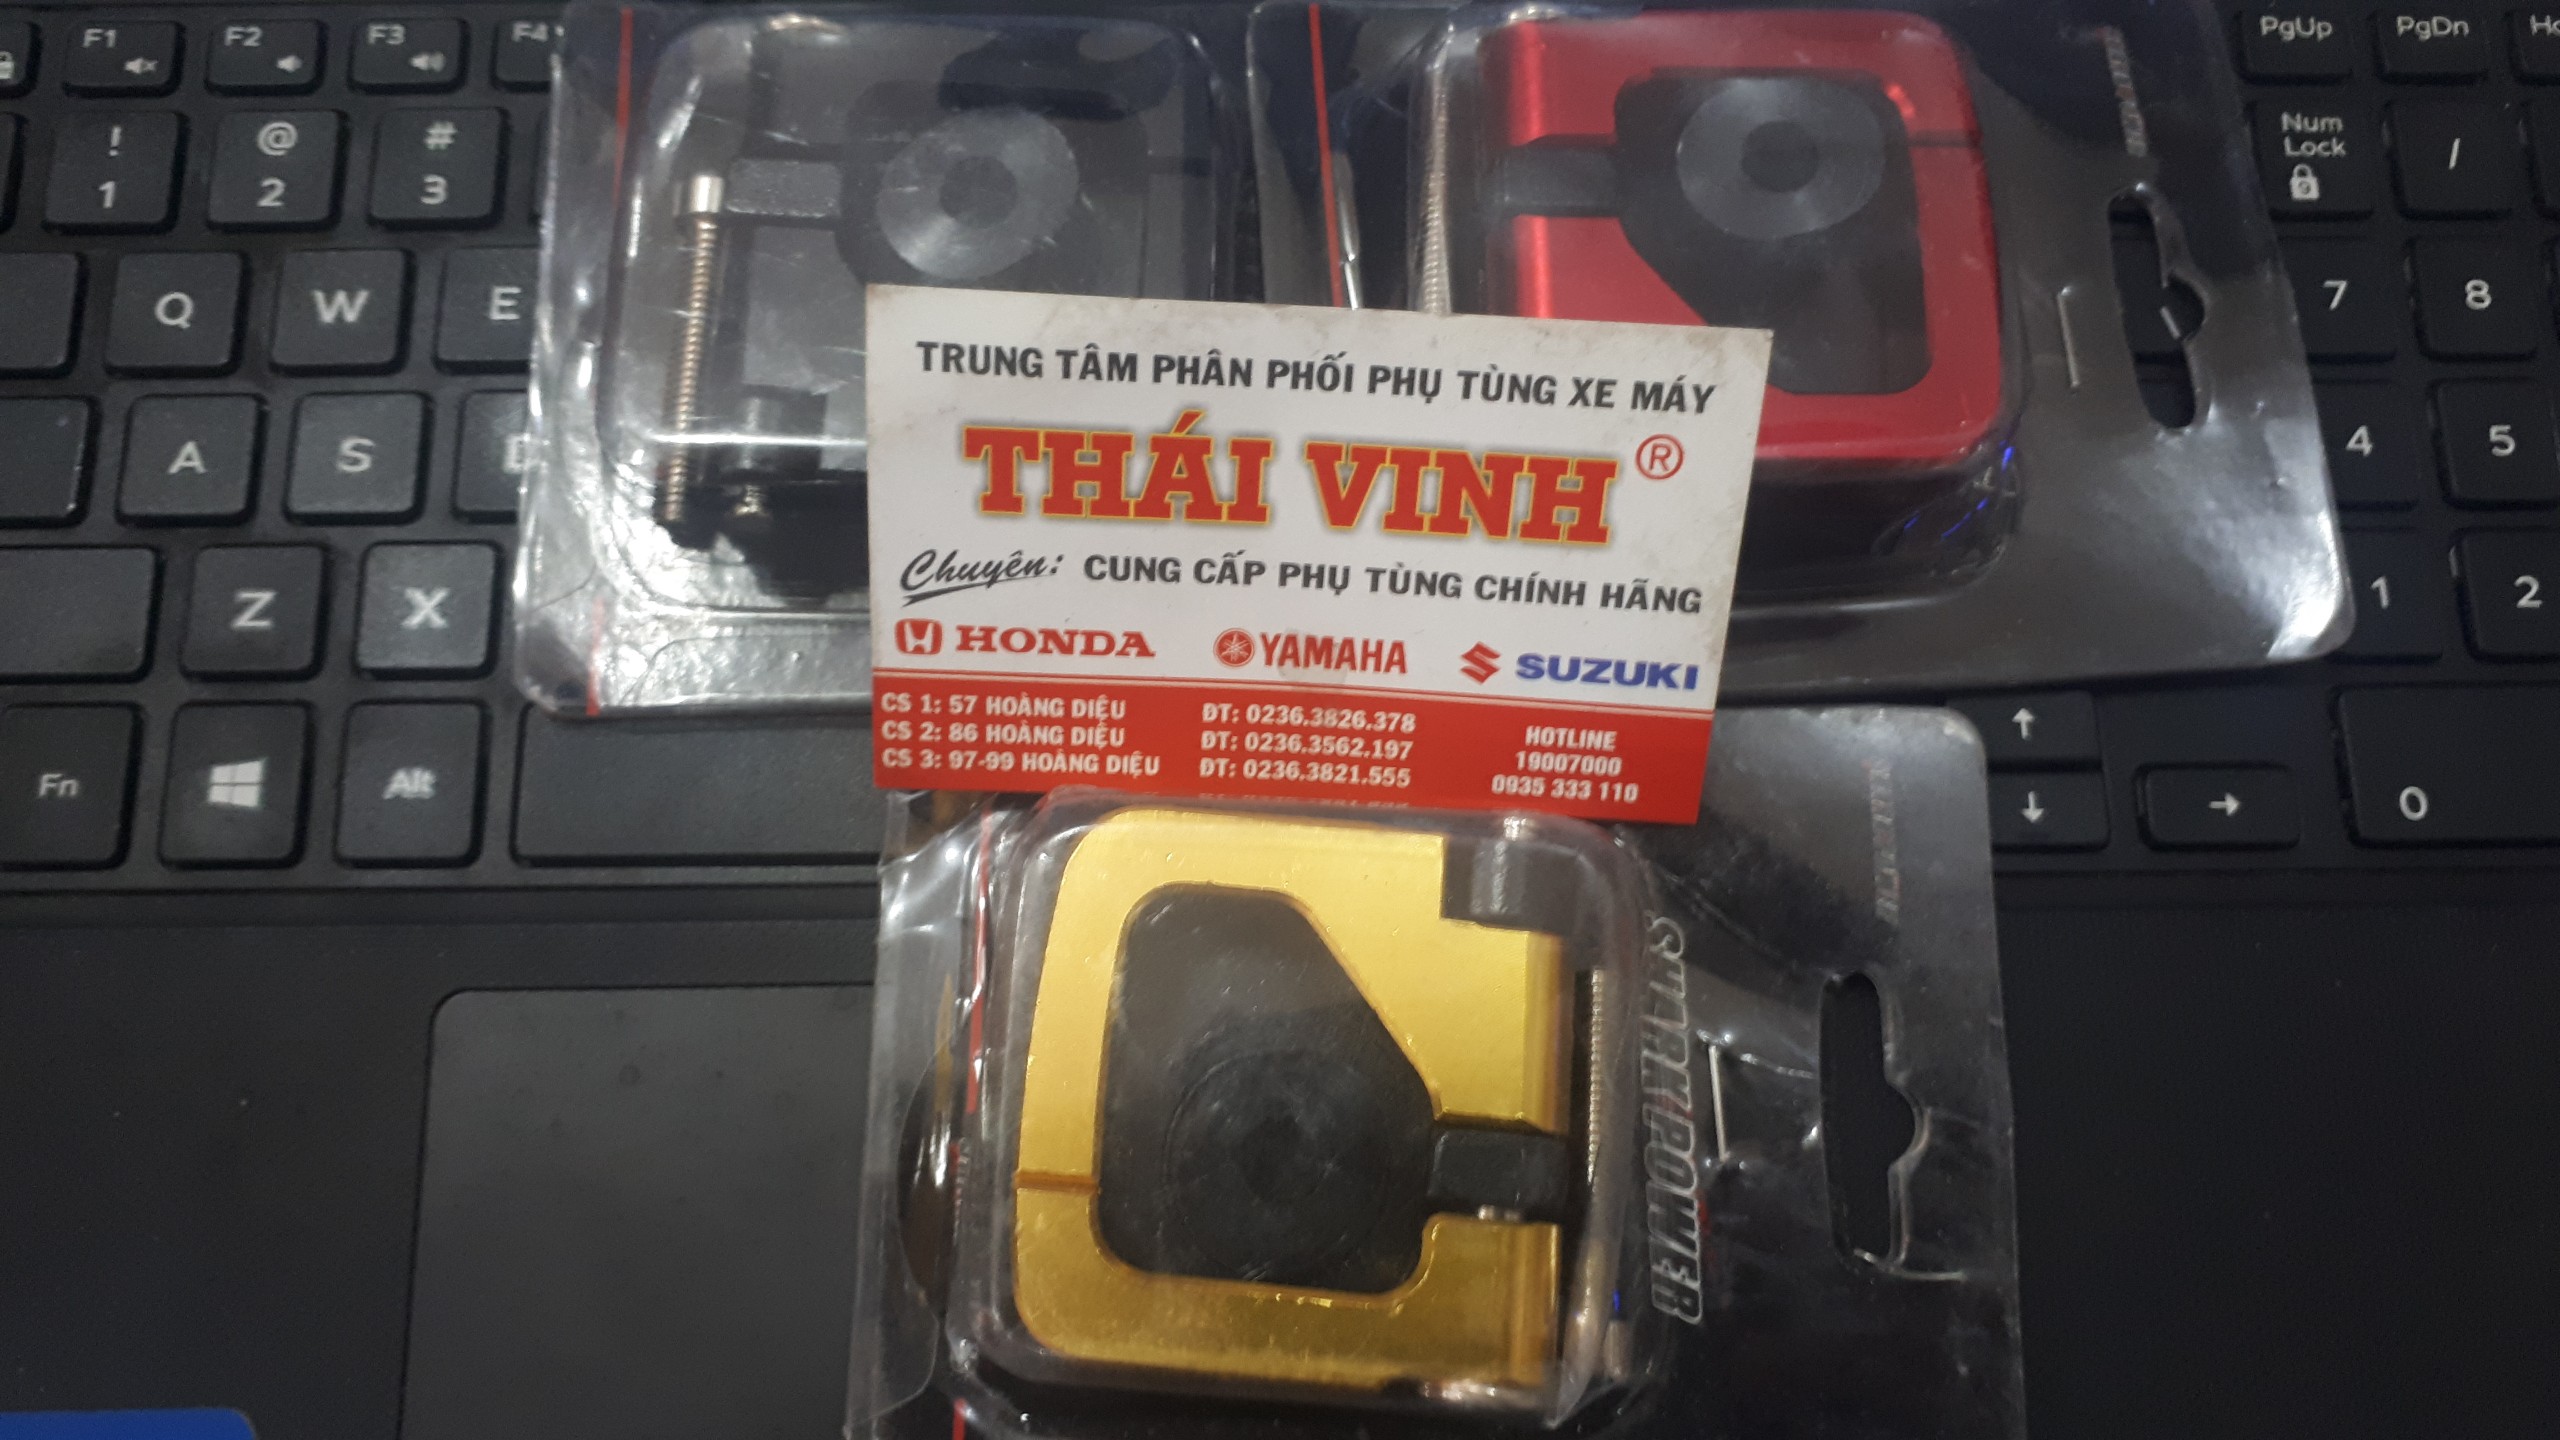 F1
F2
F3
F4
PgUp
PgDn
!
1
@
2
#
3
Num
Lock
/
Q
W
E
7
8
A
S
4
5
Z
X
1
2
Fn
Alt
0
TRUNG TÂM PHÂN PHỐI PHỤ TÙNG XE MÁY
THÁI VINH ®
Chuyên: CUNG CẤP PHỤ TÙNG CHÍNH HÃNG
HONDA YAMAHA SUZUKI
CS 1: 57 HOÀNG DIỆU ĐT: 0236.3826.378
CS 2: 86 HOÀNG DIỆU ĐT: 0236.3562.197
CS 3: 97-99 HOÀNG DIỆU ĐT: 0236.3821.555
HOTLINE
19007000
0935 333 110
SHARKPOWER